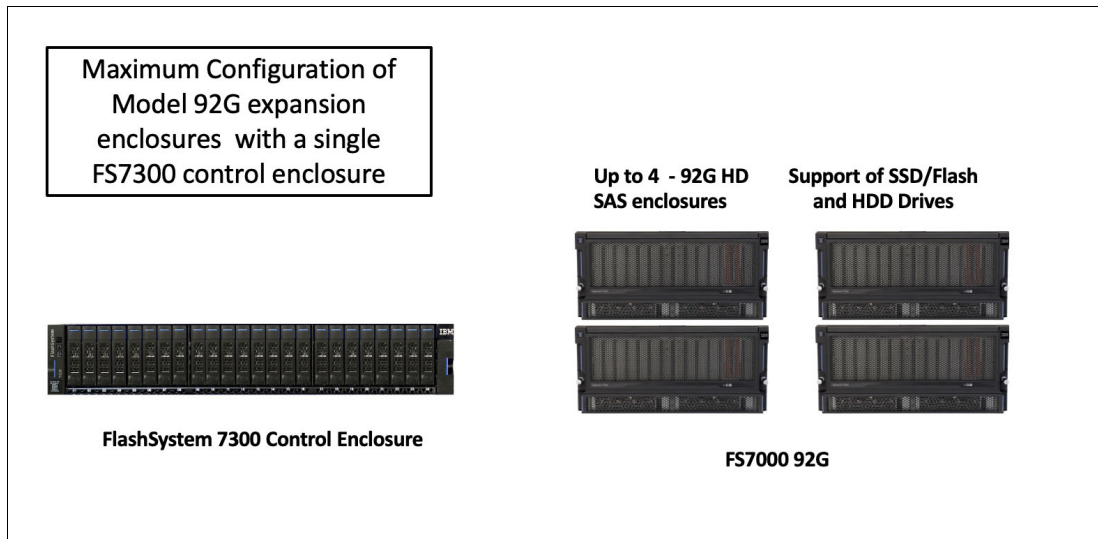 Maximum Configuration of
Model 92G expansion
enclosures with a single
FS7300 control enclosure
Up to 4 - 92G HD
SAS enclosures
Support of SSD/Flash
and HDD Drives
IBM
FlashSystem 7300 Control Enclosure
FS7000 92G